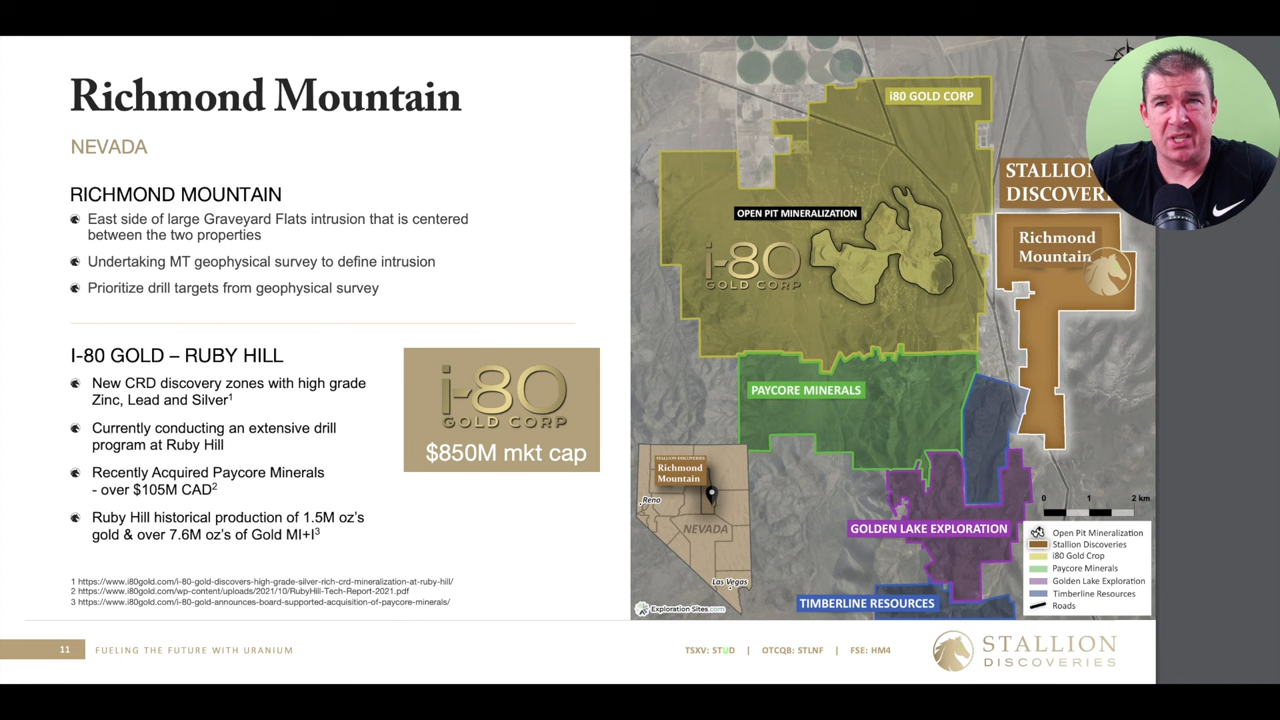 Richmond Mountain
NEVADA
RICHMOND MOUNTAIN
East side of large Graveyard Flats intrusion that is centered
between the two properties
Undertaking MT geophysical survey to define intrusion
Prioritize drill targets from geophysical survey
I-80 GOLD – RUBY HILL
New CRD discovery zones with high grade
Zinc, Lead and Silver1
Currently conducting an extensive drill
program at Ruby Hill
Recently Acquired Paycore Minerals
- over $105M CAD2
Ruby Hill historical production of 1.5M oz's
gold & over 7.6M oz's of Gold MI+I3
i-80
GOLD CORP
$850M mkt cap
1 https://www.i80gold.com/i-80-gold-discovers-high-grade-silver-rich-crd-mineralization-at-ruby-hill/
2 https://www.i80gold.com/wp-content/uploads/2021/10/RubyHill-Tech-Report-2021.pdf
3 https://www.i80gold.com/i-80-gold-announces-board-supported-acquisition-of-paycore-minerals/
i80 GOLD CORP
STALLION
DISCOVER
OPEN PIT MINERALIZATION
i-80
GOLD CORP
Richmond
Mountain
PAYCORE MINERALS
STALLION DISCOVERIES
Richmond
Mountain
Reno
NEVADA
Las Vegas
Exploration Sites.com
GOLDEN LAKE EXPLORATION
TIMBERLINE RESOURCES
0 1 2 km
Open Pit Mineralization
Stallion Discoveries
i80 Gold Crop
Paycore Minerals
Golden Lake Exploration
Timberline Resources
Roads
11
FUELING THE FUTURE WITH URANIUM
TSXV: STUD | OTCQB: STLNF | FSE: HM4
STALLION
DISCOVERIES